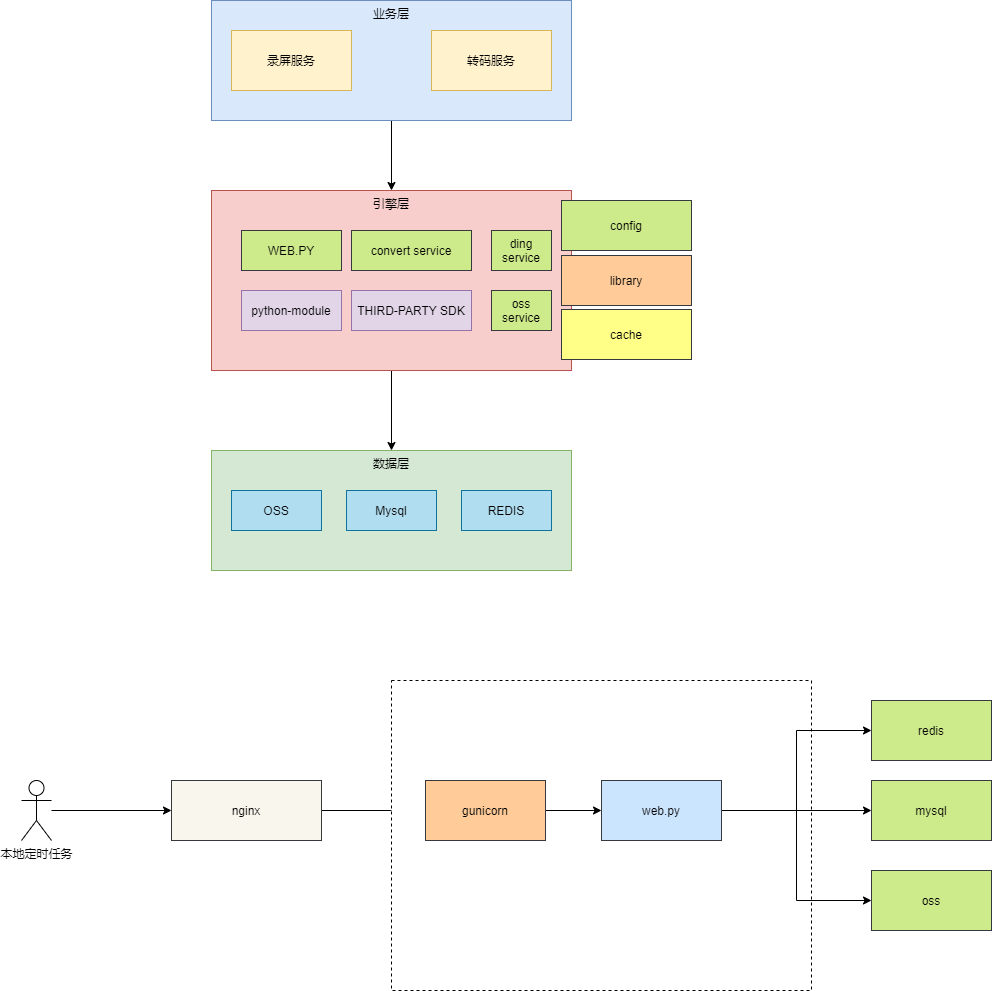 业务层
录屏服务
转码服务
引擎层
config
WEB.PY
convert service
ding
service
library
python-module
THIRD-PARTY SDK
oss
service
cache
数据层
OSS
Mysql
REDIS
redis
nginx
gunicorn
web.py
mysql
本地定时任务
oss